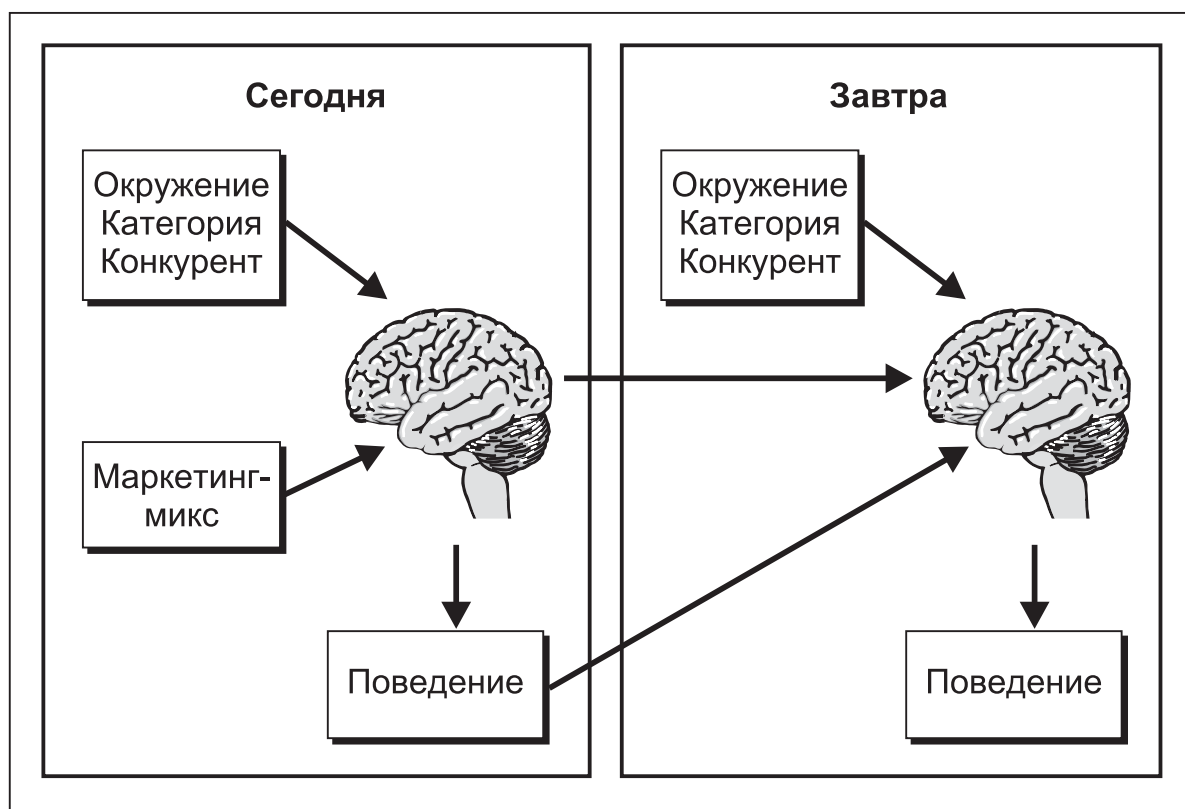 Сегодня
Окружение
Категория
Конкурент
Маркетинг-
микс
Поведение
Завтра
Окружение
Категория
Конкурент
Поведение